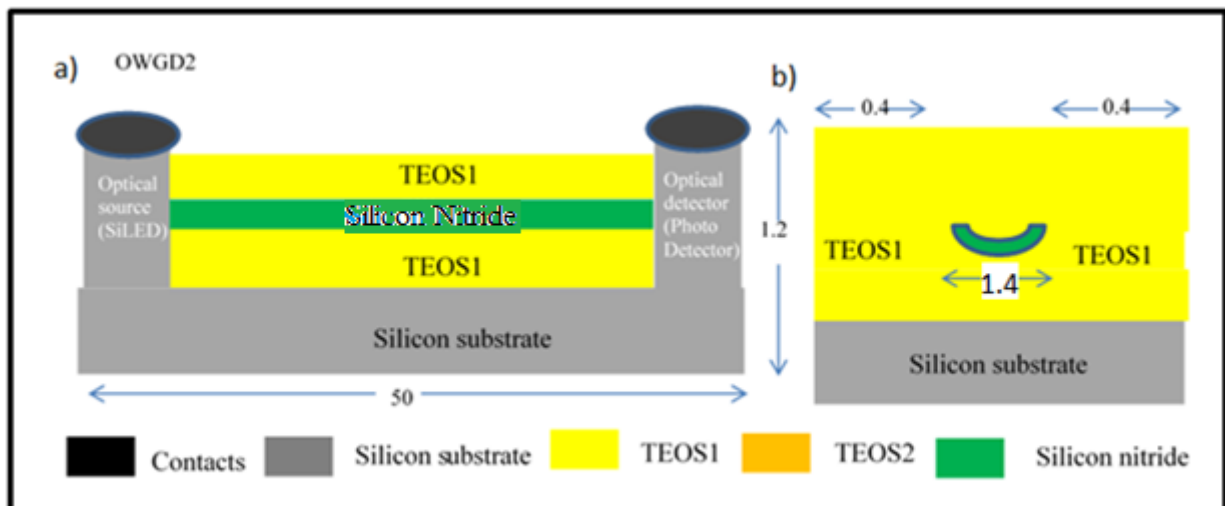 a)
OWGD2
b)
0.4
0.4
Optical
source
(SiLED)
TEOS1
Silicon Nitride
TEOS1
Optical
detector
(Photo
Detector)
1.2
Silicon substrate
50
TEOS1
TEOS1
1.4
Silicon substrate
Contacts
Silicon substrate
TEOS1
TEOS2
Silicon nitride